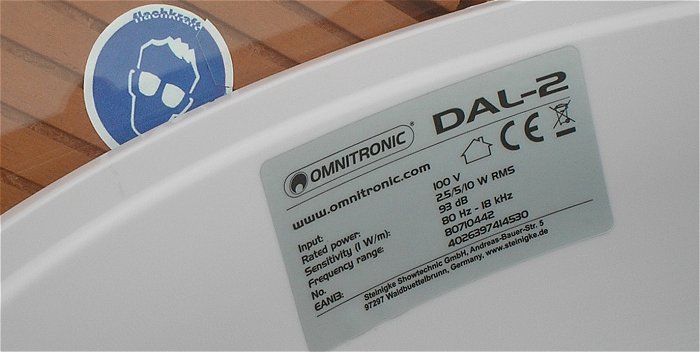 flachkraft
OMNITRONIC® DAL-2
www.omnitronic.com
Input: 100 V
Rated power: 2.5/5/10 W RMS
Sensitivity (1 W/m): 93 dB
Frequency range: 80 Hz - 18 kHz
No. 80710442
EAN13: 4026397414530
Steinigke Showtechnic GmbH, Andreas-Bauer-Str. 5
97297 Waldbuettelbrunn, Germany, www.steinigke.de